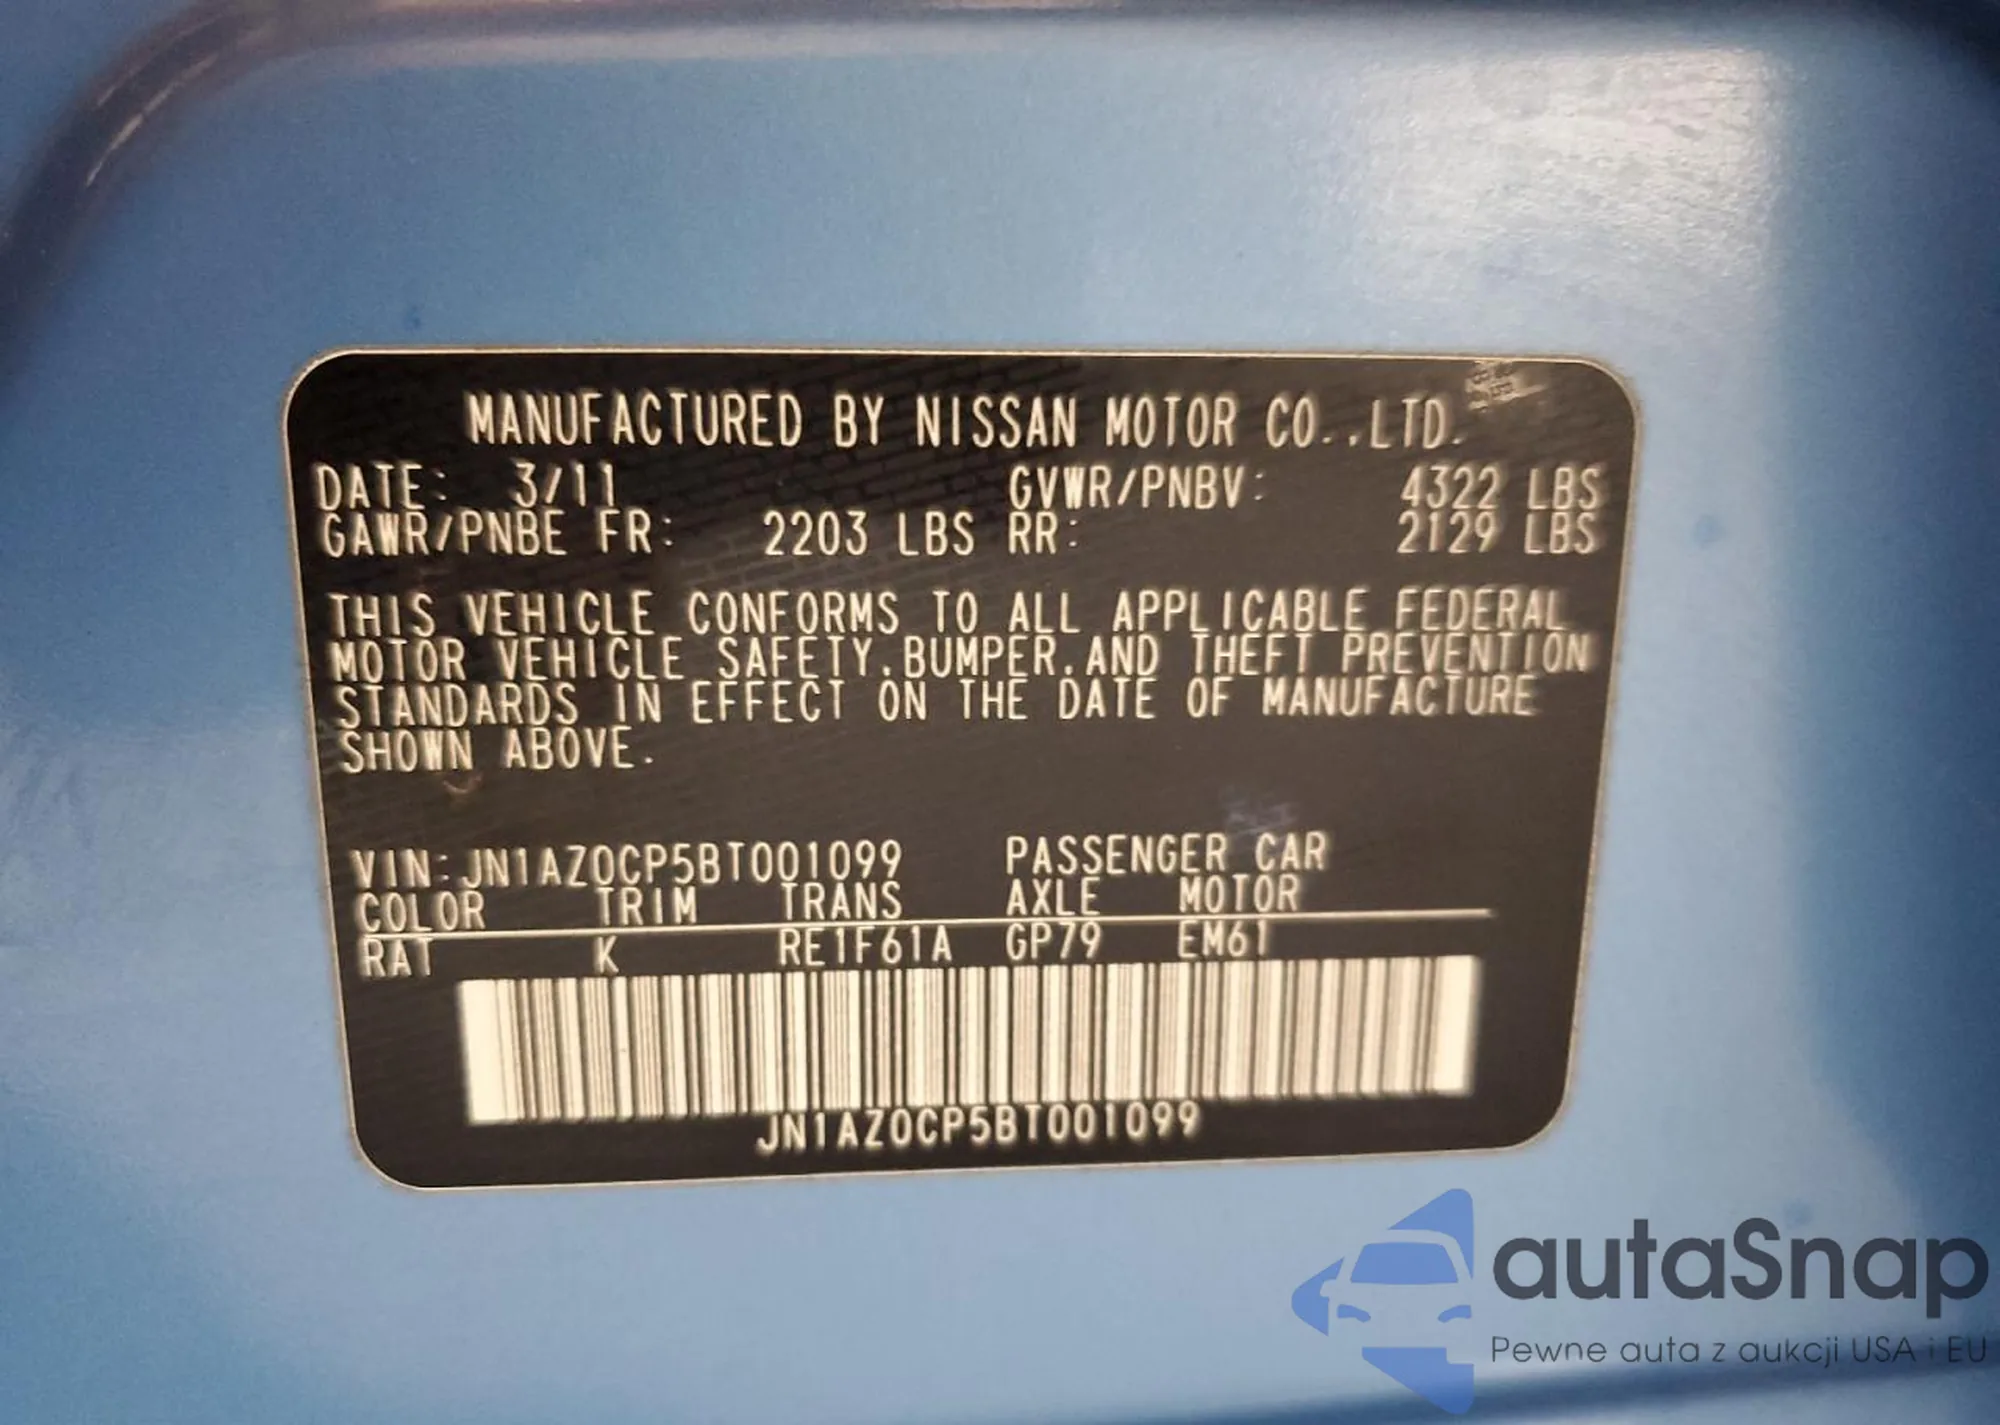 MANUFACTURED BY NISSAN MOTOR CO.,LTD.
DATE: 3/11 GVWR/PNBV: 4322 LBS
GAWR/PNBE FR: 2203 LBS RR: 2129 LBS
THIS VEHICLE CONFORMS TO ALL APPLICABLE FEDERAL
MOTOR VEHICLE SAFETY,BUMPER,AND THEFT PREVENTION
STANDARDS IN EFFECT ON THE DATE OF MANUFACTURE
SHOWN ABOVE.
VIN:JN1AZ0CP5BT001099 PASSENGER CAR
COLOR TRIM TRANS AXLE MOTOR
RAT K RE1F61A GP79 EM61
JN1AZ0CP5BT001099
autaSnap
Pewne auta z aukcji USA i EU